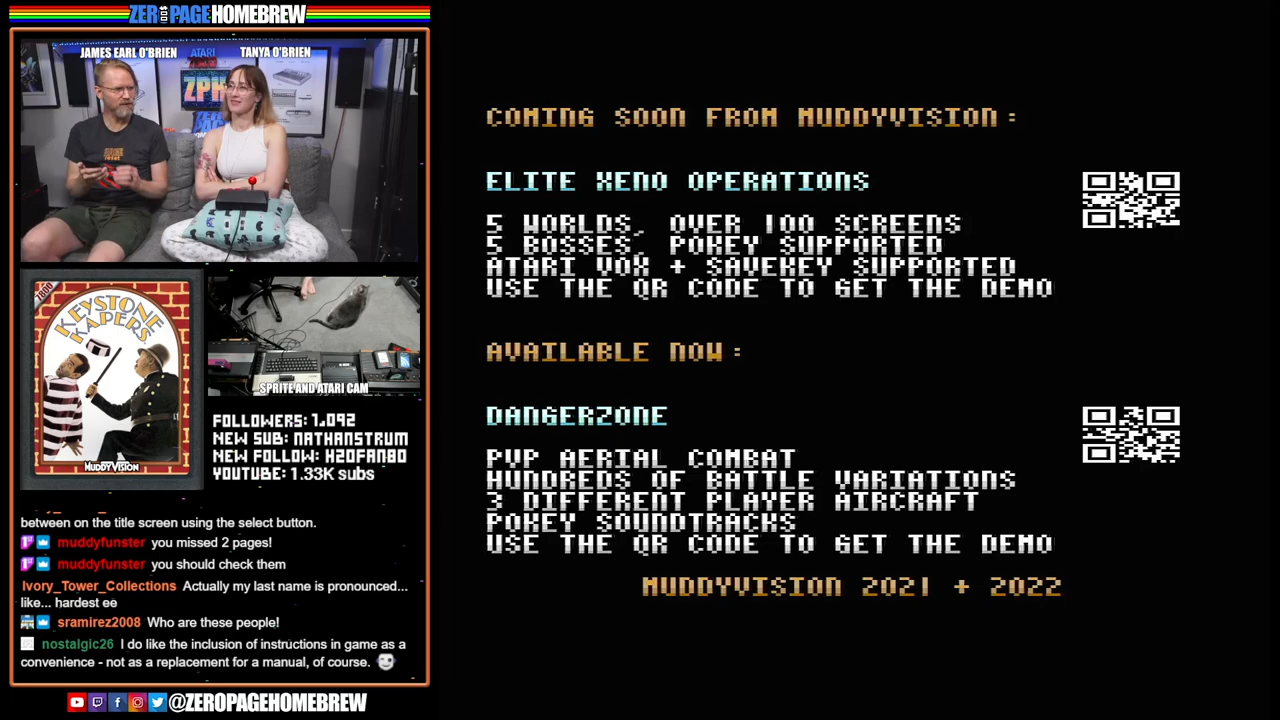 ZEROPAGE HOMEBREW
JAMES EARL O'BRIEN
ATARI
TANYA O'BRIEN
ZPH
7800
KEYSTONE
KAPERS
MUDDYVISION
SPRITE AND ATARI CAM
FOLLOWERS: 1,092
NEW SUB: NATHANSTRUM
NEW FOLLOW: H2OFAN80
YOUTUBE: 1.33K subs
between on the title screen using the select button.
muddyfunster you missed 2 pages!
muddyfunster you should check them
Ivory_Tower_Collections Actually my last name is pronounced...
like... hardest ee
sramirez2008 Who are these people!
nostalgic26 I do like the inclusion of instructions in game as a
convenience - not as a replacement for a manual, of course.
@ZEROPAGEHOMEBREW
COMING SOON FROM MUDDYVISION:
ELITE XENO OPERATIONS
5 WORLDS, OVER 100 SCREENS
5 BOSSES, POKEY SUPPORTED
ATARI VOX + SAVEKEY SUPPORTED
USE THE QR CODE TO GET THE DEMO
AVAILABLE NOW:
DANGERZONE
PVP AERIAL COMBAT
HUNDREDS OF BATTLE VARIATIONS
3 DIFFERENT PLAYER AIRCRAFT
POKEY SOUNDTRACKS
USE THE QR CODE TO GET THE DEMO
MUDDYVISION 2021 + 2022